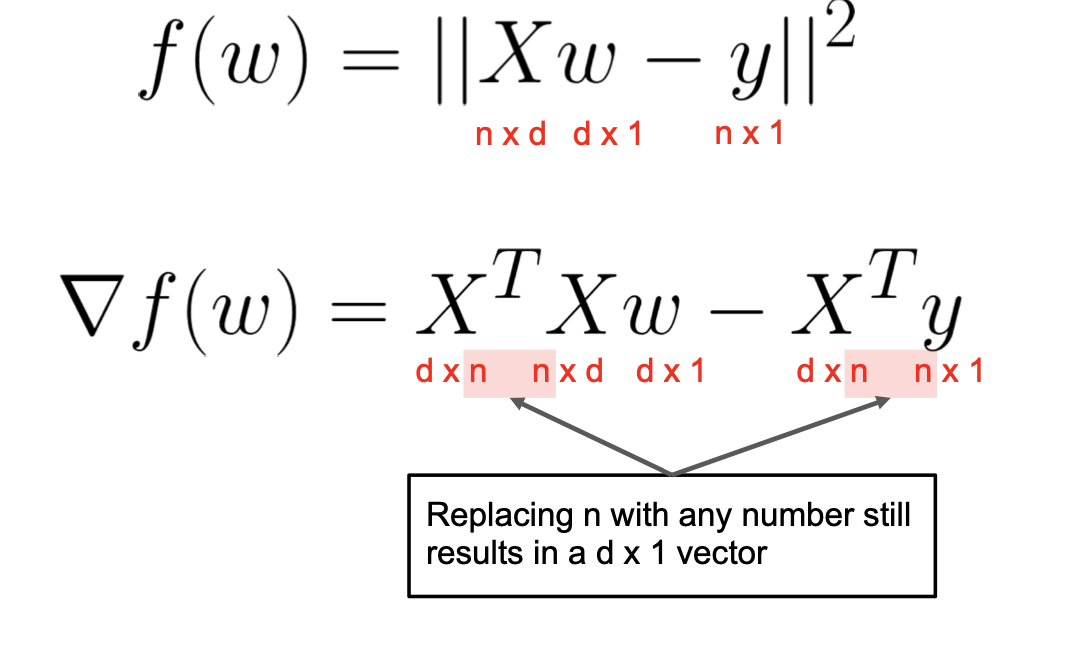 f(w) = ||Xw − y||²
n x d d x 1 n x 1
∇f(w) = XᵀXw − Xᵀy
d x n n x d d x 1 d x n n x 1
Replacing n with any number still
results in a d x 1 vector